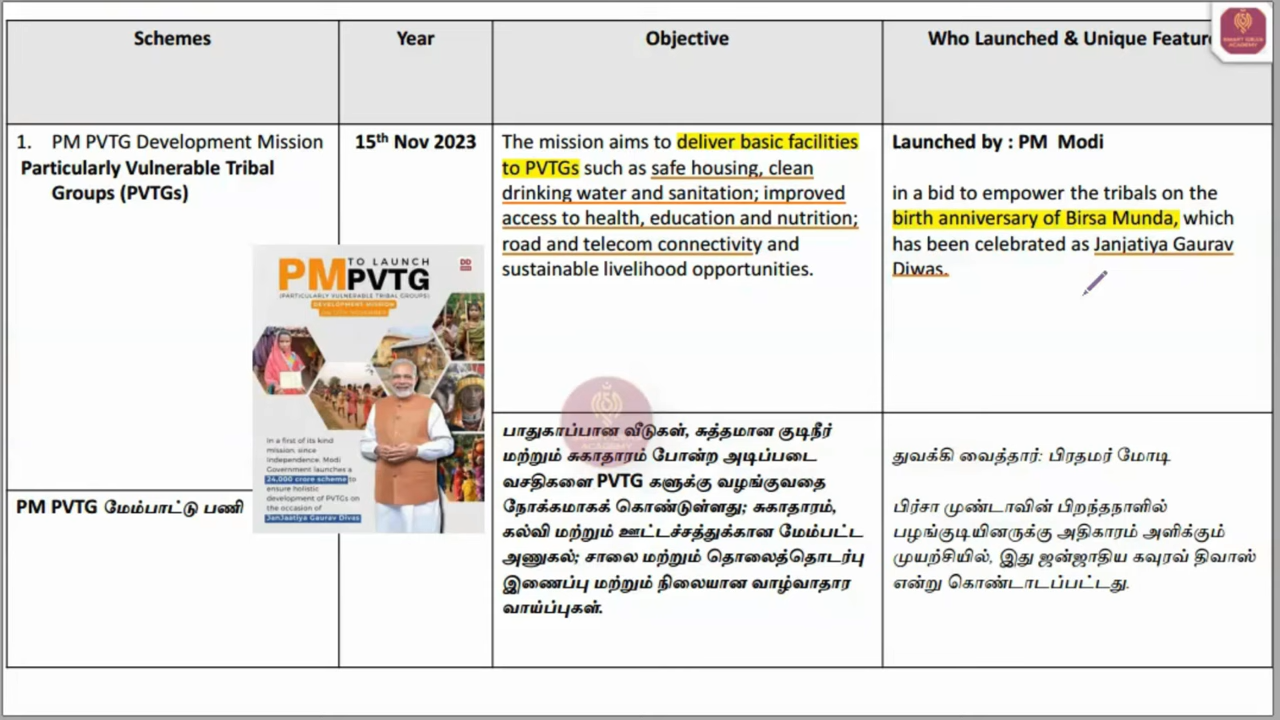 Schemes
Year
Objective
Who Launched & Unique Feature
1. PM PVTG Development Mission
Particularly Vulnerable Tribal
Groups (PVTGs)
15th Nov 2023
The mission aims to deliver basic facilities
to PVTGs such as safe housing, clean
drinking water and sanitation; improved
access to health, education and nutrition;
road and telecom connectivity and
sustainable livelihood opportunities.
Launched by : PM Modi
in a bid to empower the tribals on the
birth anniversary of Birsa Munda, which
has been celebrated as Janjatiya Gaurav
Diwas.
PM TO LAUNCH
PVTG
(PARTICULARLY VULNERABLE TRIBAL GROUPS)
DEVELOPMENT MISSION
In a first of its kind
mission, since
Independence, Modi
Government launches a
24,000 crore scheme to
ensure holistic
development of PVTGs on
the occasion of
Janjaatiya Gaurav Diwas
PM PVTG மேம்பாட்டு பணி
பாதுகாப்பான வீடுகள், சுத்தமான குடிநீர்
மற்றும் சுகாதாரம் போன்ற அடிப்படை
வசதிகளை PVTG களுக்கு வழங்குவதை
நோக்கமாகக் கொண்டுள்ளது; சுகாதாரம்,
கல்வி மற்றும் ஊட்டச்சத்துக்கான மேம்பட்ட
அணுகல்; சாலை மற்றும் தொலைத்தொடர்பு
இணைப்பு மற்றும் நிலையான வாழ்வாதார
வாய்ப்புகள்.
துவக்கி வைத்தார்: பிரதமர் மோடி
பிர்சா முண்டாவின் பிறந்தநாளில்
பழங்குடியினருக்கு அதிகாரம் அளிக்கும்
முயற்சியில், இது ஜன்ஜாதிய கவுரவ் திவாஸ்
என்று கொண்டாடப்பட்டது.